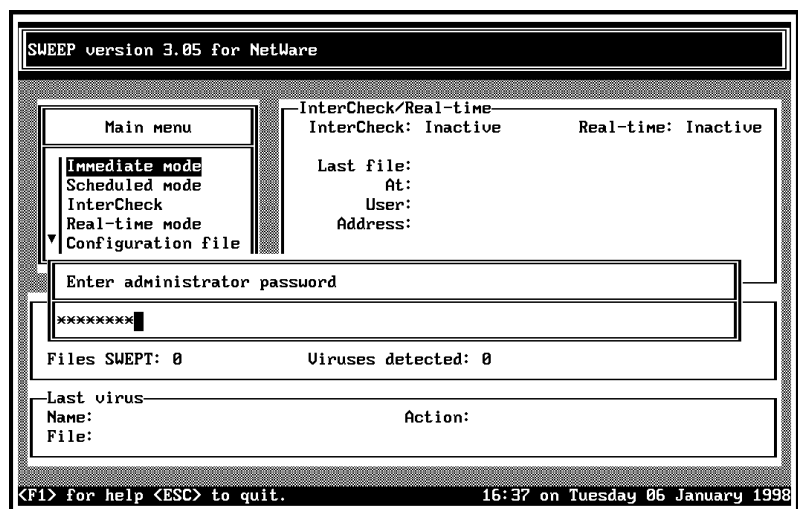 SWEEP version 3.05 for NetWare
Main menu
Immediate mode
Scheduled mode
InterCheck
Real-time mode
Configuration file
InterCheck/Real-time
InterCheck: Inactive Real-time: Inactive
Last file:
At:
User:
Address:
Enter administrator password
********
Files SWEPT: 0 Viruses detected: 0
Last virus
Name: Action:
File:
<F1> for help <ESC> to quit. 16:37 on Tuesday 06 January 1998